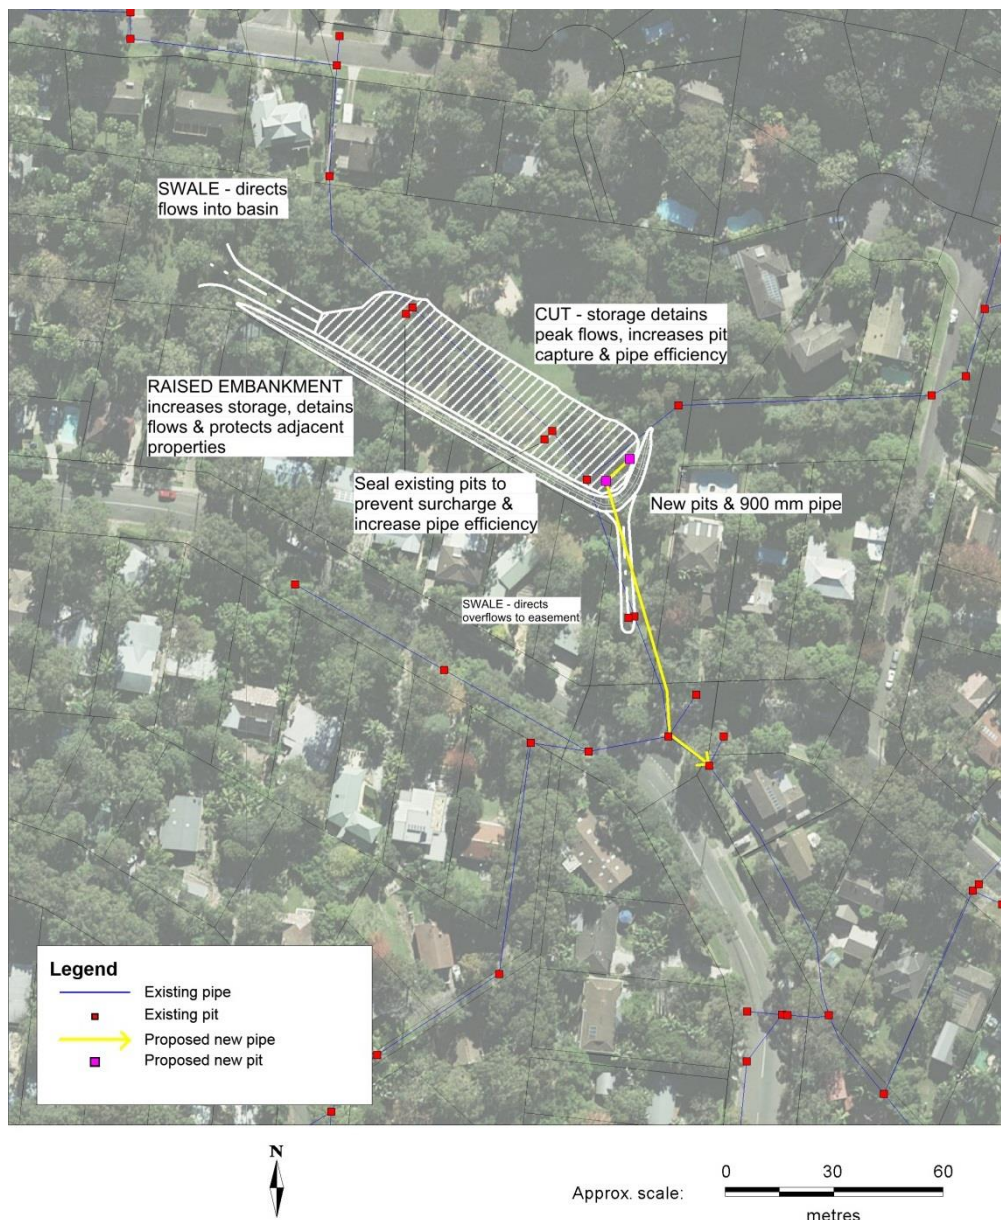 SWALE - directs
flows into basin
CUT - storage detains
peak flows, increases pit
capture & pipe efficiency
RAISED EMBANKMENT
increases storage, detains
flows & protects adjacent
properties
Seal existing pits to
prevent surcharge &
increase pipe efficiency
New pits & 900 mm pipe
SWALE - directs
overflows to easement
Legend
Existing pipe
Existing pit
Proposed new pipe
Proposed new pit
N
Approx. scale:
0 30 60
metres